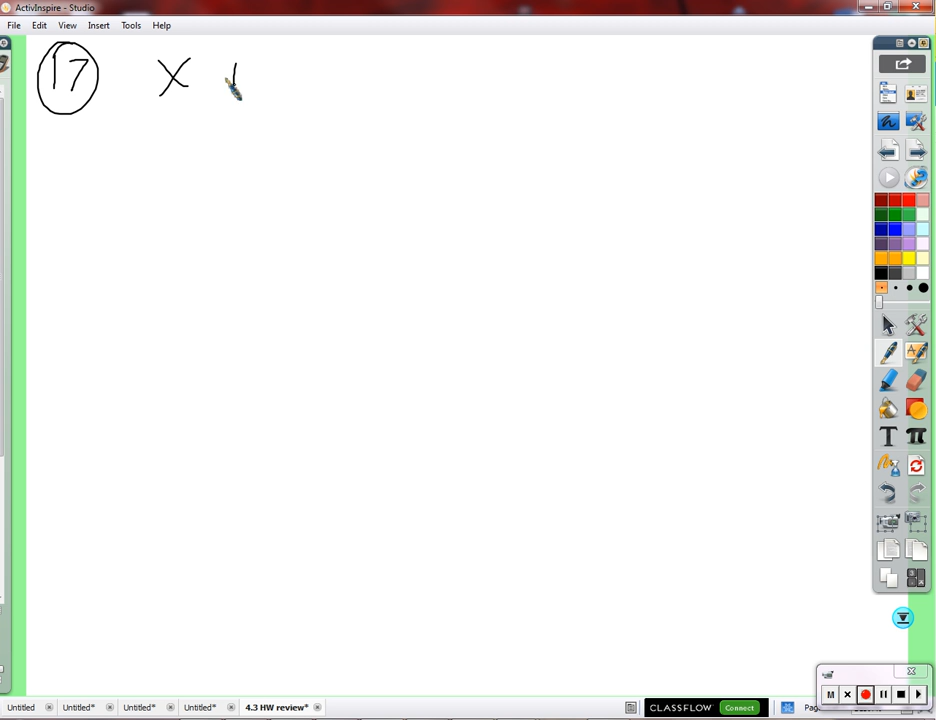 ActivInspire - Studio
File Edit View Insert Tools Help
17 X
Untitled Untitled* Untitled* Untitled* 4.3 HW review* CLASSFLOW Connect
M